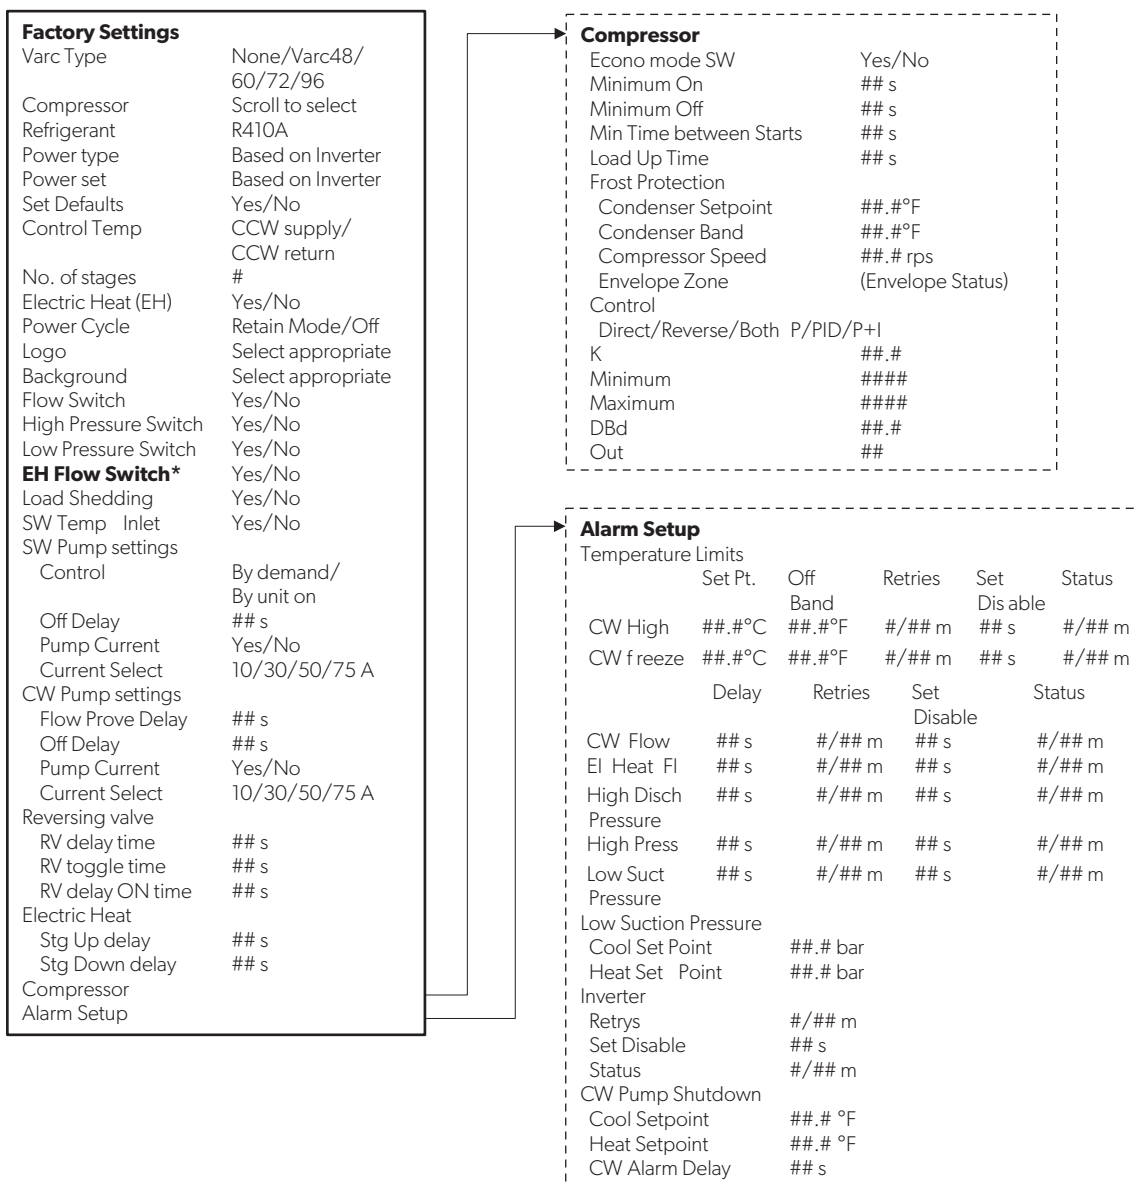 Factory Settings
Varc Type None/Varc48/
60/72/96
Compressor Scroll to select
Refrigerant R410A
Power type Based on Inverter
Power set Based on Inverter
Set Defaults Yes/No
Control Temp CCW supply/
CCW return
No. of stages #
Electric Heat (EH) Yes/No
Power Cycle Retain Mode/Off
Logo Select appropriate
Background Select appropriate
Flow Switch Yes/No
High Pressure Switch Yes/No
Low Pressure Switch Yes/No
EH Flow Switch* Yes/No
Load Shedding Yes/No
SW Temp Inlet Yes/No
SW Pump settings
Control By demand/
By unit on
Off Delay ## s
Pump Current Yes/No
Current Select 10/30/50/75 A
CW Pump settings
Flow Prove Delay ## s
Off Delay ## s
Pump Current Yes/No
Current Select 10/30/50/75 A
Reversing valve
RV delay time ## s
RV toggle time ## s
RV delay ON time ## s
Electric Heat
Stg Up delay ## s
Stg Down delay ## s
Compressor
Alarm Setup
Compressor
Econo mode SW Yes/No
Minimum On ## s
Minimum Off ## s
Min Time between Starts ## s
Load Up Time ## s
Frost Protection
Condenser Setpoint ##.#°F
Condenser Band ##.#°F
Compressor Speed ##.# rps
Envelope Zone (Envelope Status)
Control
Direct/Reverse/Both P/PID/P+I
K ##.#
Minimum ####
Maximum ####
DBd ##.#
Out ##
Alarm Setup
Temperature Limits
Set Pt. Off Retries Set Status
Band Dis able
CW High ##.#°C ##.#°F #/## m ## s #/## m
CW f reeze ##.#°C ##.#°F #/## m ## s #/## m
Delay Retries Set Status
Disable
CW Flow ## s #/## m ## s #/## m
El Heat Fl ## s #/## m ## s #/## m
High Disch ## s #/## m ## s #/## m
Pressure
High Press ## s #/## m ## s #/## m
Low Suct ## s #/## m ## s #/## m
Pressure
Low Suction Pressure
Cool Set Point ##.# bar
Heat Set Point ##.# bar
Inverter
Retrys #/## m
Set Disable ## s
Status #/## m
CW Pump Shutdown
Cool Setpoint ##.# °F
Heat Setpoint ##.# °F
CW Alarm Delay ## s